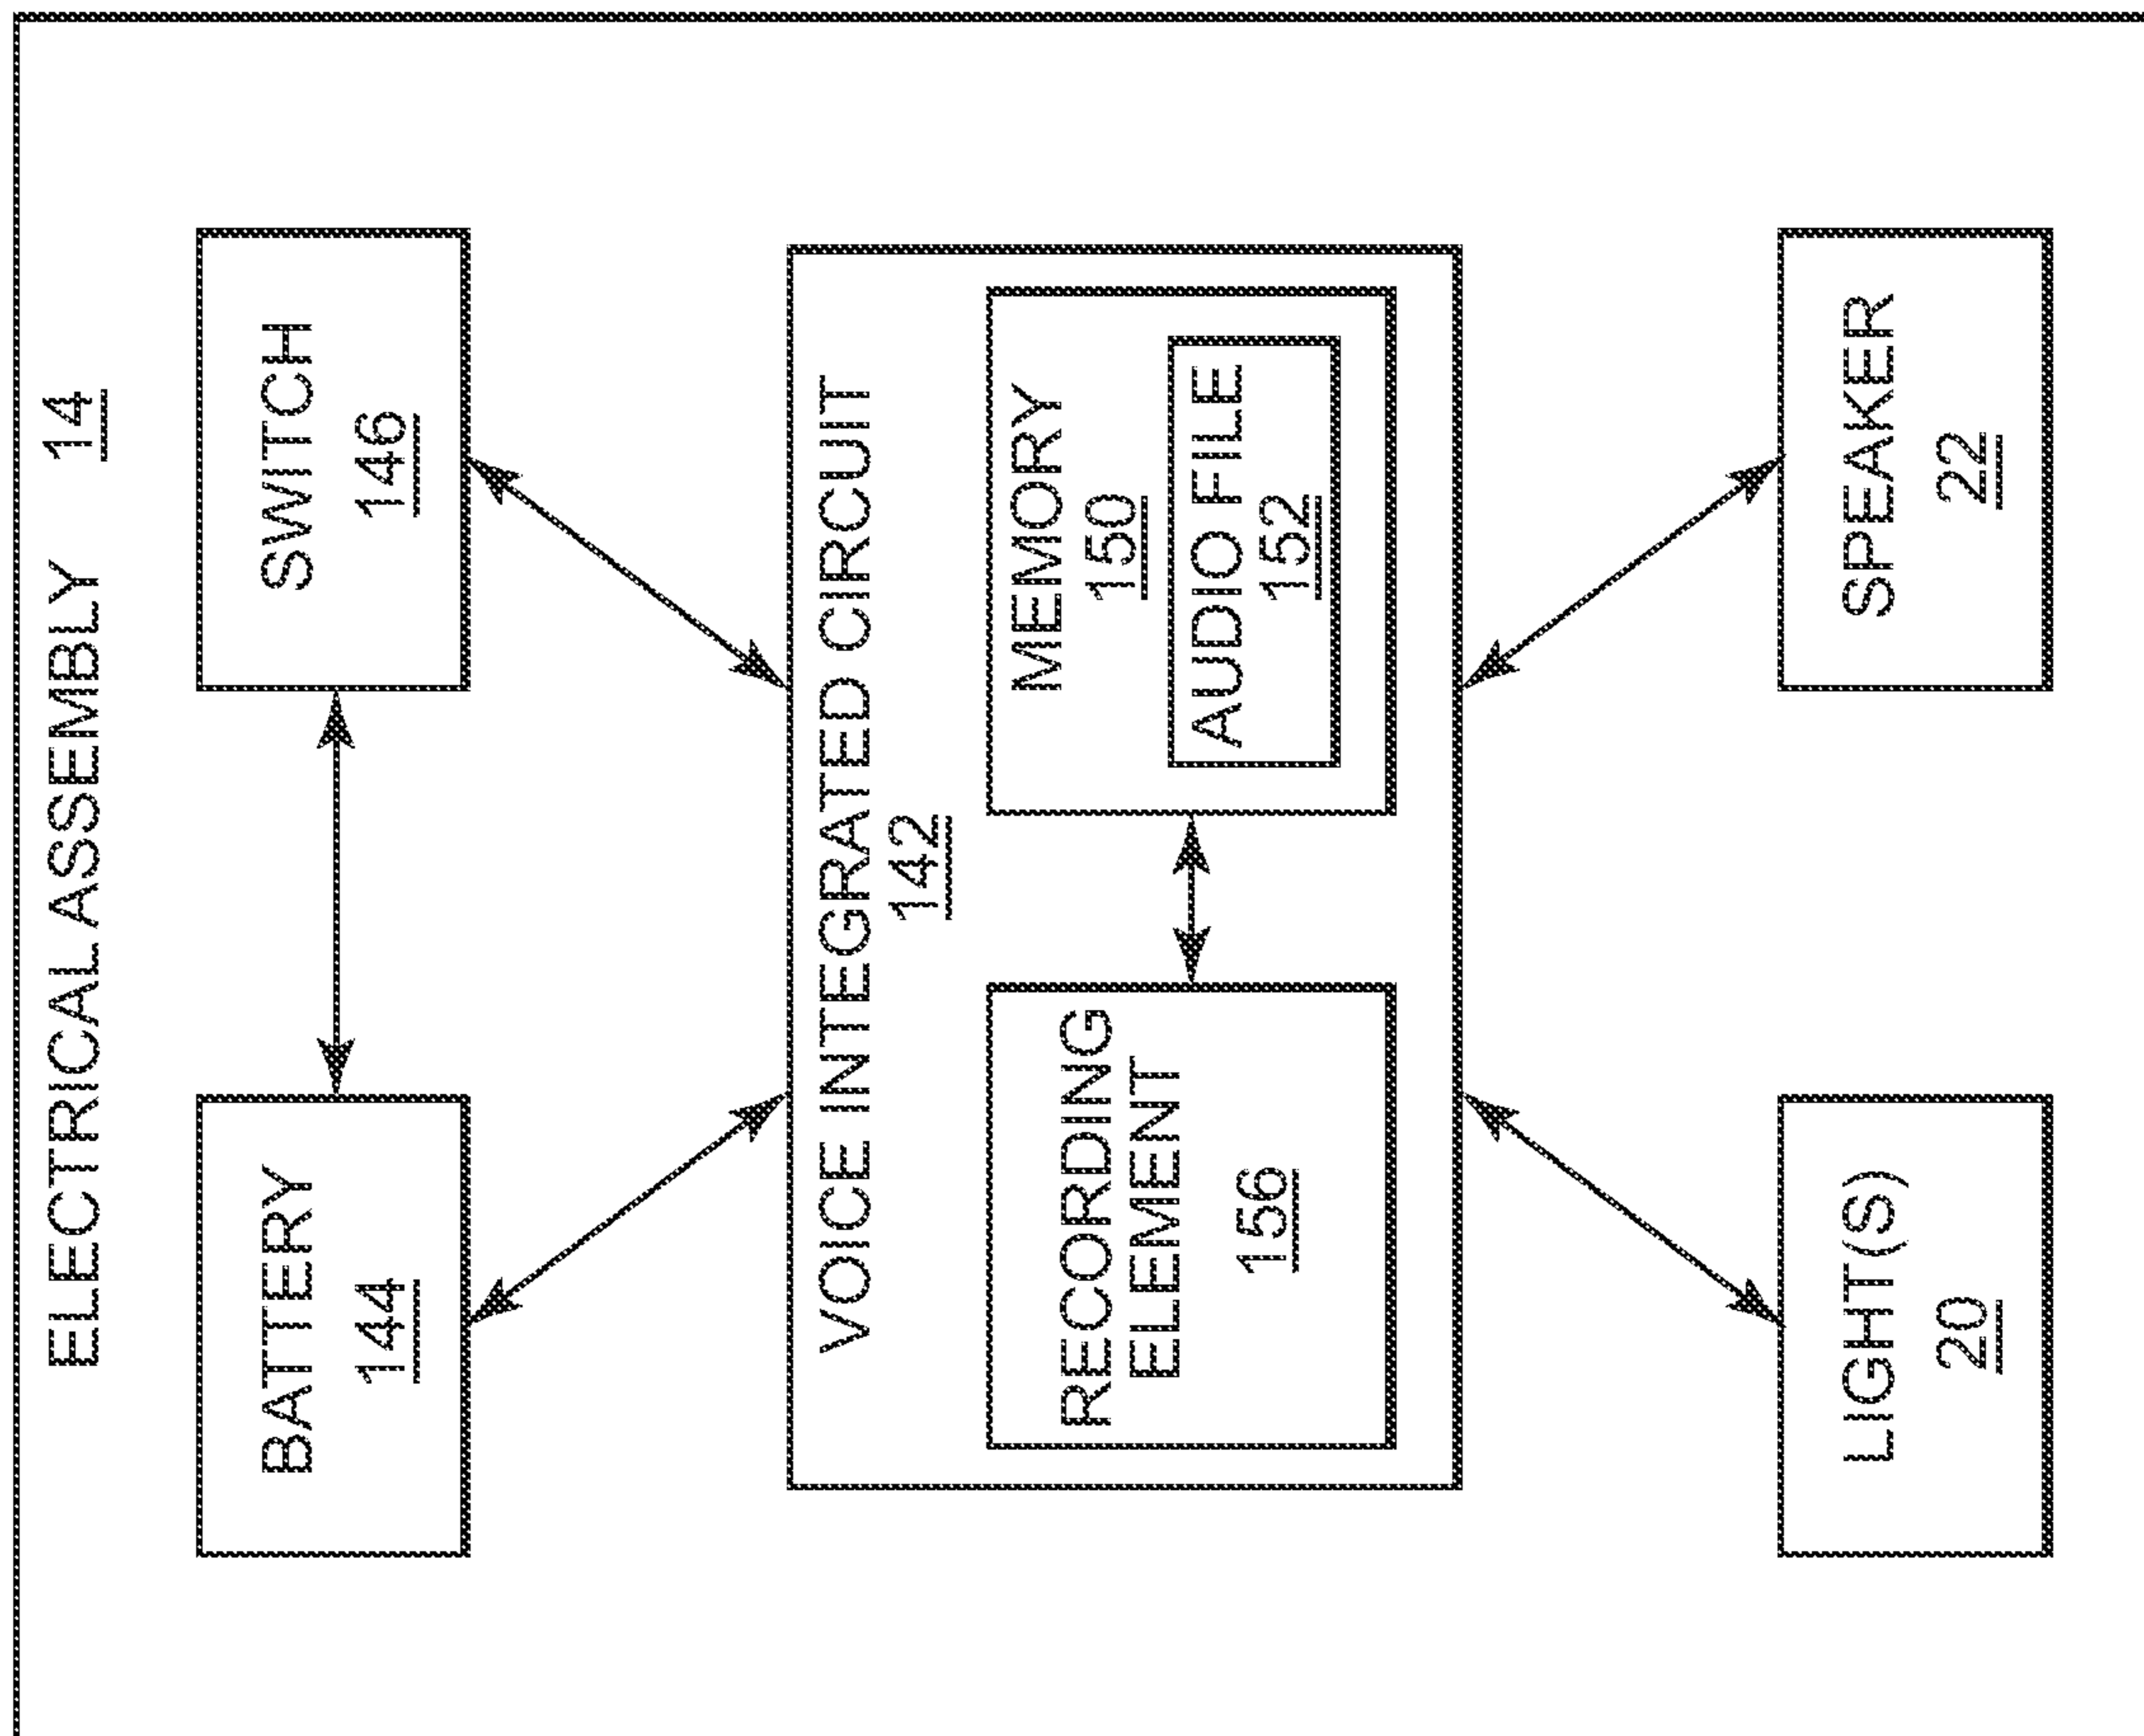 ELECTRICAL ASSEMBLY 14
BATTERY
144
SWITCH
146
VOICE INTEGRATED CIRCUIT
142
RECORDING
ELEMENT
156
MEMORY
150
AUDIO FILE
152
LIGHT(S)
20
SPEAKER
22